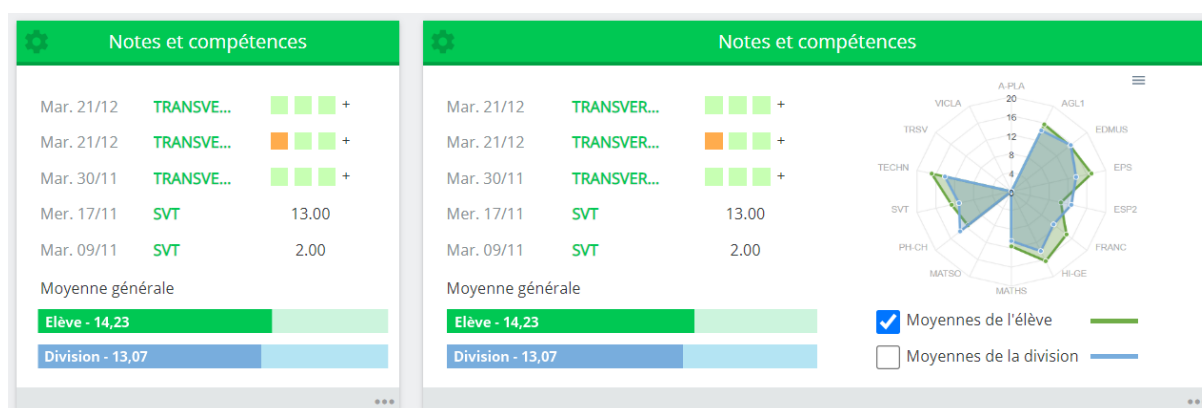 Notes et compétences
Mar. 21/12 TRANSVE... +
Mar. 21/12 TRANSVE... +
Mar. 30/11 TRANSVE... +
Mer. 17/11 SVT 13.00
Mar. 09/11 SVT 2.00
Moyenne générale
Elève - 14,23
Division - 13,07
Notes et compétences
Mar. 21/12 TRANSVER... +
Mar. 21/12 TRANSVER... +
Mar. 30/11 TRANSVER... +
Mer. 17/11 SVT 13.00
Mar. 09/11 SVT 2.00
Moyenne générale
Elève - 14,23
Division - 13,07
A-PLA
AGL1
EDMUS
EPS
ESP2
FRANC
HI-GE
MATHS
MATSO
PH-CH
SVT
TECHN
TRSV
VICLA
20
16
12
8
4
0
Moyennes de l'élève
Moyennes de la division